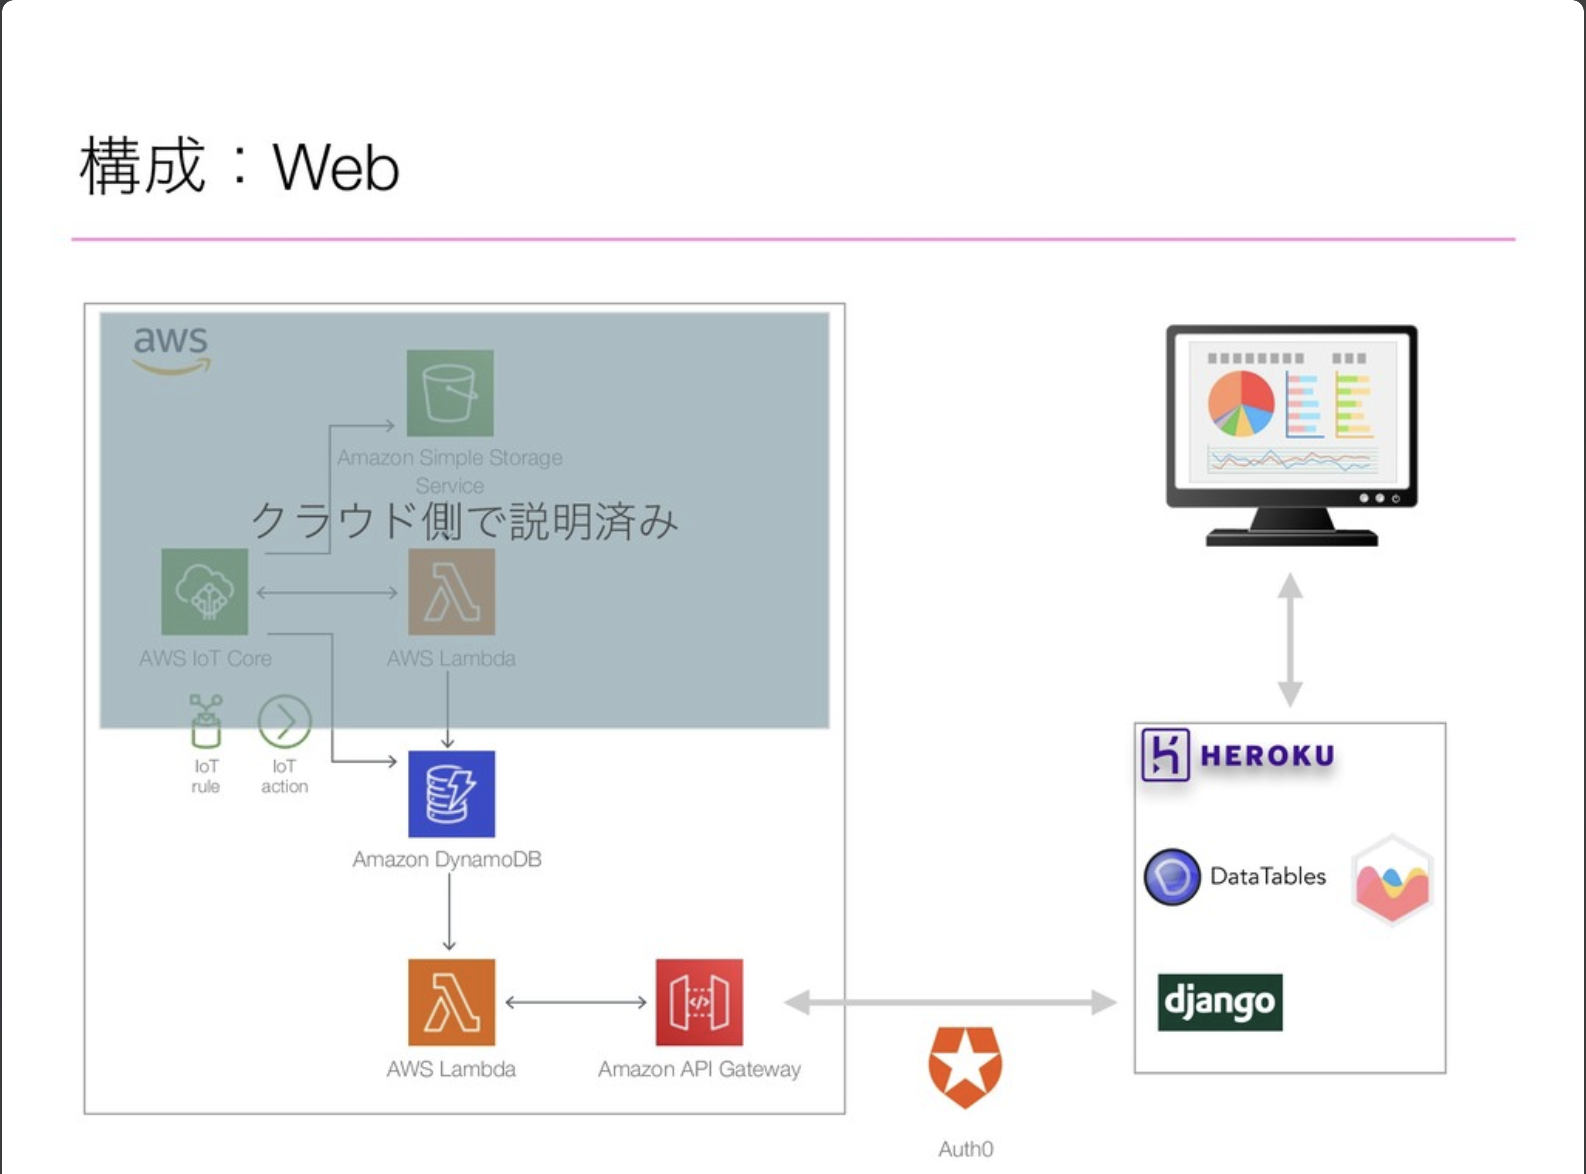 構成：Web
aws
Amazon Simple Storage
Service
クラウド側で説明済み
AWS IoT Core
AWS Lambda
IoT
rule
IoT
action
Amazon DynamoDB
AWS Lambda
Amazon API Gateway
Auth0
HEROKU
DataTables
django